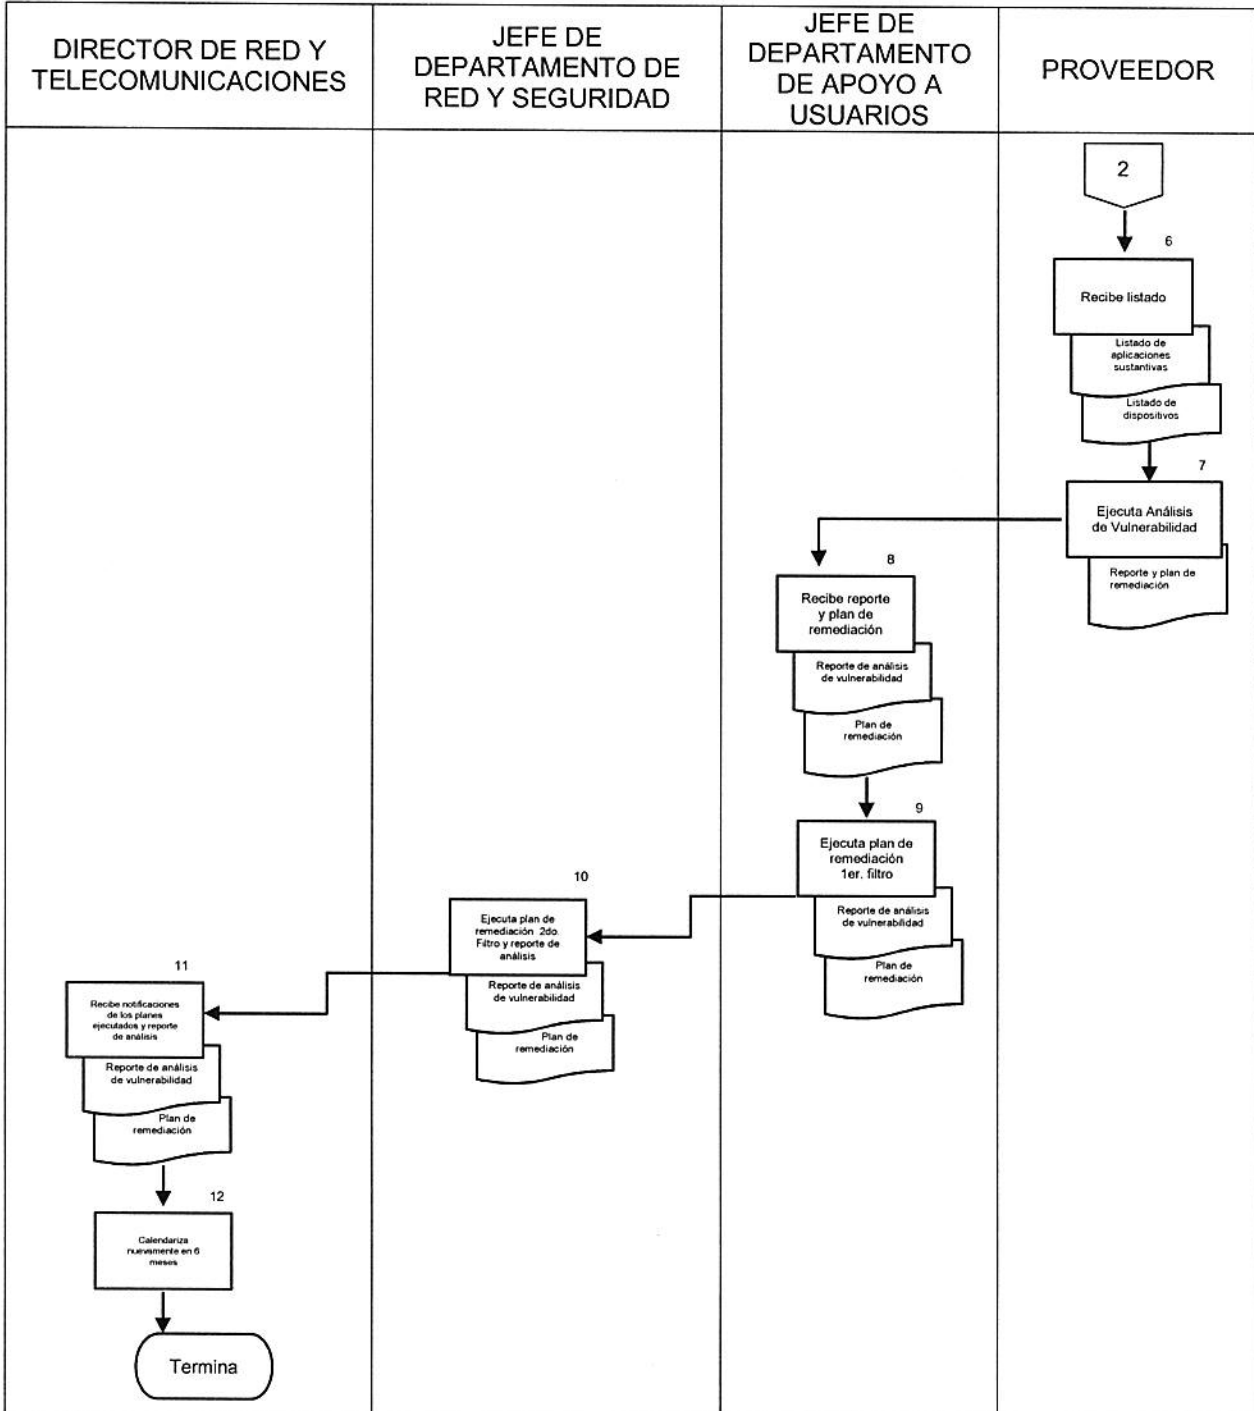 DIRECTOR DE RED Y
TELECOMUNICACIONES
JEFE DE
DEPARTAMENTO DE
RED Y SEGURIDAD
JEFE DE
DEPARTAMENTO
DE APOYO A
USUARIOS
PROVEEDOR
2
6
Recibe listado
Listado de
aplicaciones
sustantivas
Listado de
dispositivos
7
Ejecuta Análisis
de Vulnerabilidad
Reporte y plan de
remediación
8
Recibe reporte
y plan de
remediación
Reporte de análisis
de vulnerabilidad
Plan de
remediación
9
Ejecuta plan de
remediación
1er. filtro
Reporte de análisis
de vulnerabilidad
Plan de
remediación
10
Ejecuta plan de
remediación 2do.
Filtro y reporte de
análisis
Reporte de análisis
de vulnerabilidad
Plan de
remediación
11
Recibe notificaciones
de los planes
ejecutados y reporte
de análisis
Reporte de análisis
de vulnerabilidad
Plan de
remediación
12
Calendariza
nuevamente en 6
meses
Termina